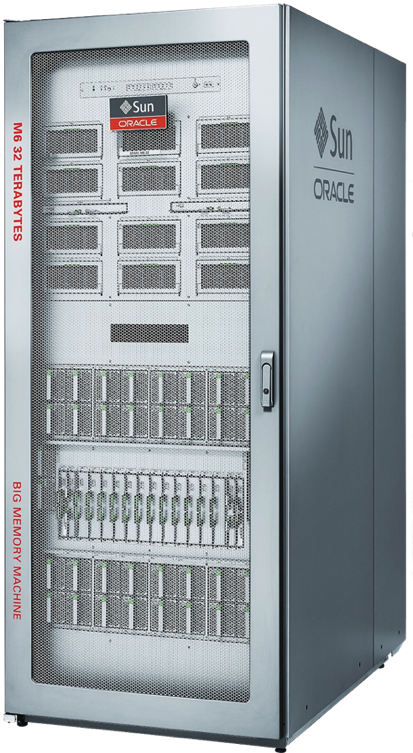 Sun
ORACLE
Sun
ORACLE
M6 32 TERABYTES
BIG MEMORY MACHINE